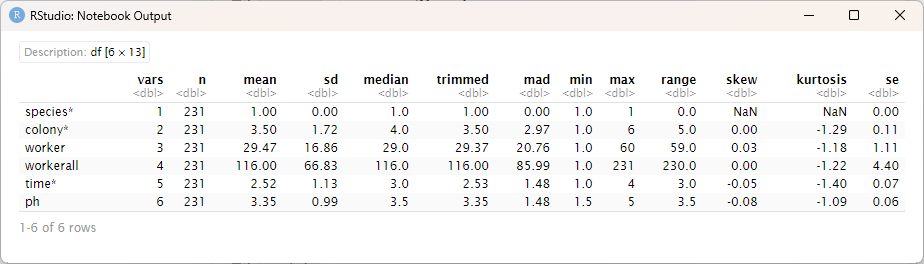 RStudio: Notebook Output
Description: df [6 × 13]
vars n mean sd median trimmed mad min max range skew kurtosis se
<dbl> <dbl> <dbl> <dbl> <dbl> <dbl> <dbl> <dbl> <dbl> <dbl> <dbl> <dbl> <dbl>
species* 1 231 1.00 0.00 1.0 1.00 0.00 1.0 1 0.0 NaN NaN 0.00
colony* 2 231 3.50 1.72 4.0 3.50 2.97 1.0 6 5.0 0.00 -1.29 0.11
worker 3 231 29.47 16.86 29.0 29.37 20.76 1.0 60 59.0 0.03 -1.18 1.11
workerall 4 231 116.00 66.83 116.0 116.00 85.99 1.0 231 230.0 0.00 -1.22 4.40
time* 5 231 2.52 1.13 3.0 2.53 1.48 1.0 4 3.0 -0.05 -1.40 0.07
ph 6 231 3.35 0.99 3.5 3.35 1.48 1.5 5 3.5 -0.08 -1.09 0.06
1-6 of 6 rows